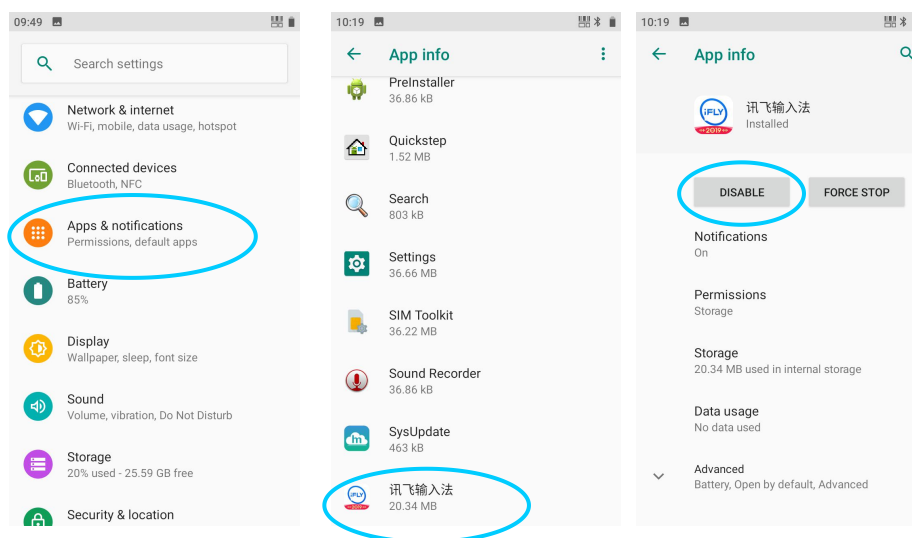 09:49
Search settings
Network & internet
Wi-Fi, mobile, data usage, hotspot
Connected devices
Bluetooth, NFC
Apps & notifications
Permissions, default apps
Battery
85%
Display
Wallpaper, sleep, font size
Sound
Volume, vibration, Do Not Disturb
Storage
20% used - 25.59 GB free
Security & location
10:19
App info
PreInstaller
36.86 kB
Quickstep
1.52 MB
Search
803 kB
Settings
36.66 MB
SIM Toolkit
36.22 MB
Sound Recorder
36.86 kB
SysUpdate
463 kB
iFLY
2019
讯飞输入法
20.34 MB
10:19
App info
iFLY
2019
讯飞输入法
Installed
DISABLE
FORCE STOP
Notifications
On
Permissions
Storage
Storage
20.34 MB used in internal storage
Data usage
No data used
Advanced
Battery, Open by default, Advanced